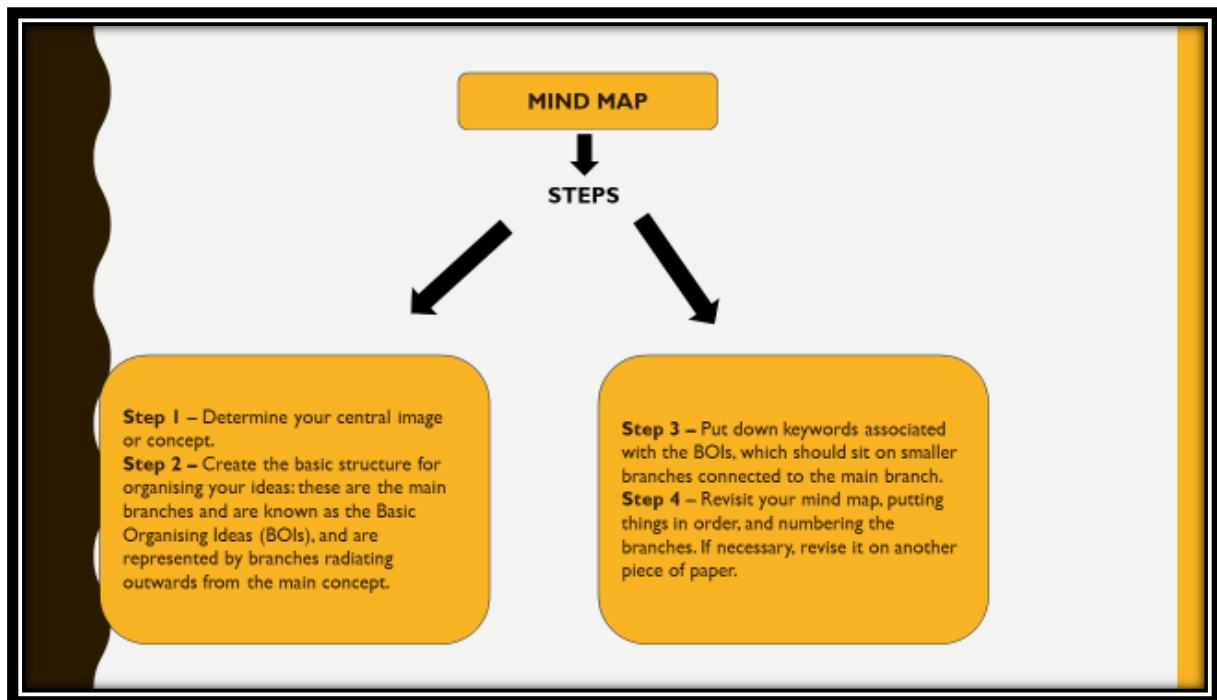 MIND MAP
STEPS
Step 1 – Determine your central image
or concept.
Step 2 – Create the basic structure for
organising your ideas: these are the main
branches and are known as the Basic
Organising Ideas (BOIs), and are
represented by branches radiating
outwards from the main concept.
Step 3 – Put down keywords associated
with the BOIs, which should sit on smaller
branches connected to the main branch.
Step 4 – Revisit your mind map, putting
things in order, and numbering the
branches. If necessary, revise it on another
piece of paper.